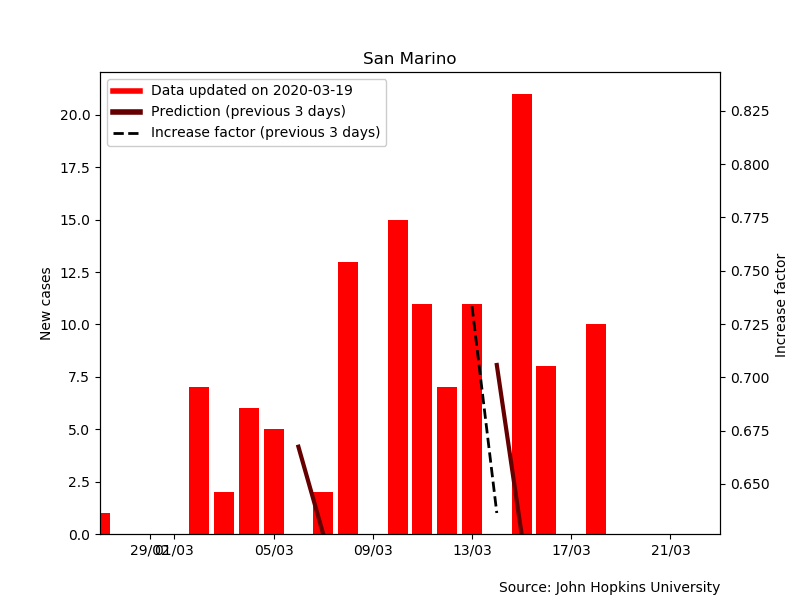 San Marino
Data updated on 2020-03-19
Prediction (previous 3 days)
Increase factor (previous 3 days)
New cases
20.0
17.5
15.0
12.5
10.0
7.5
5.0
2.5
0.0
0.825
0.800
0.775
0.750
0.725
0.700
0.675
0.650
Increase factor
29/02 01/03 05/03 09/03 13/03 17/03 21/03
Source: John Hopkins University